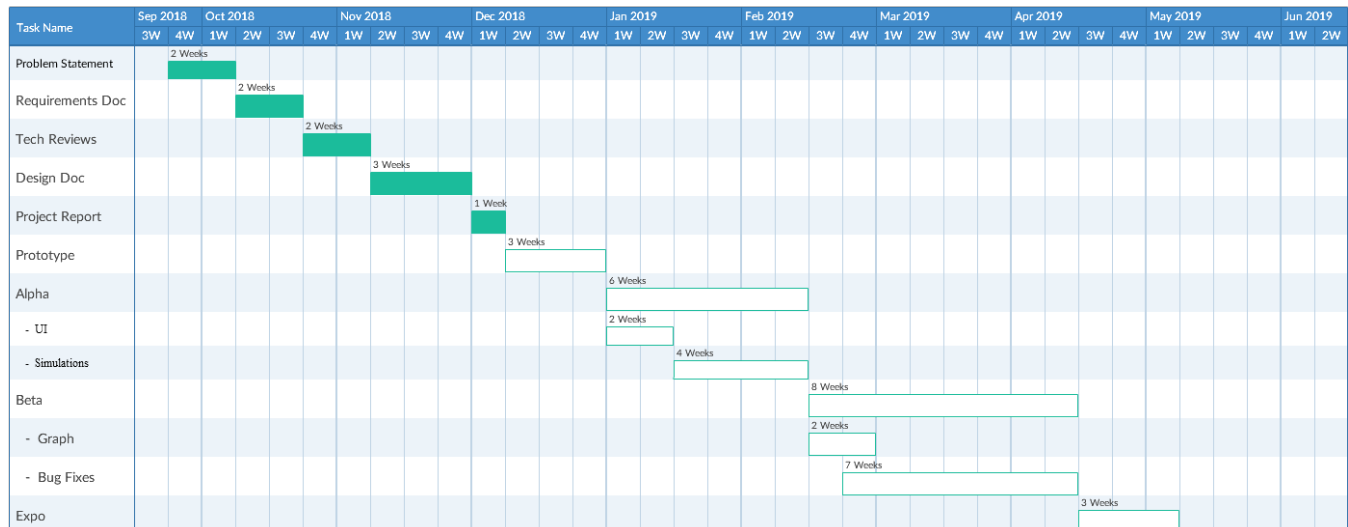 Task Name Sep 2018 Oct 2018 Nov 2018 Dec 2018 Jan 2019 Feb 2019 Mar 2019 Apr 2019 May 2019 Jun 2019
3W 4W 1W 2W 3W 4W 1W 2W 3W 4W 1W 2W 3W 4W 1W 2W 3W 4W 1W 2W 3W 4W 1W 2W 3W 4W 1W 2W 3W 4W 1W 2W 3W 4W 1W 2W
Problem Statement 2 Weeks
Requirements Doc 2 Weeks
Tech Reviews 2 Weeks
Design Doc 3 Weeks
Project Report 1 Week
Prototype 3 Weeks
Alpha 6 Weeks
- UI 2 Weeks
- Simulations 4 Weeks
Beta 8 Weeks
- Graph 2 Weeks
- Bug Fixes 7 Weeks
Expo 3 Weeks